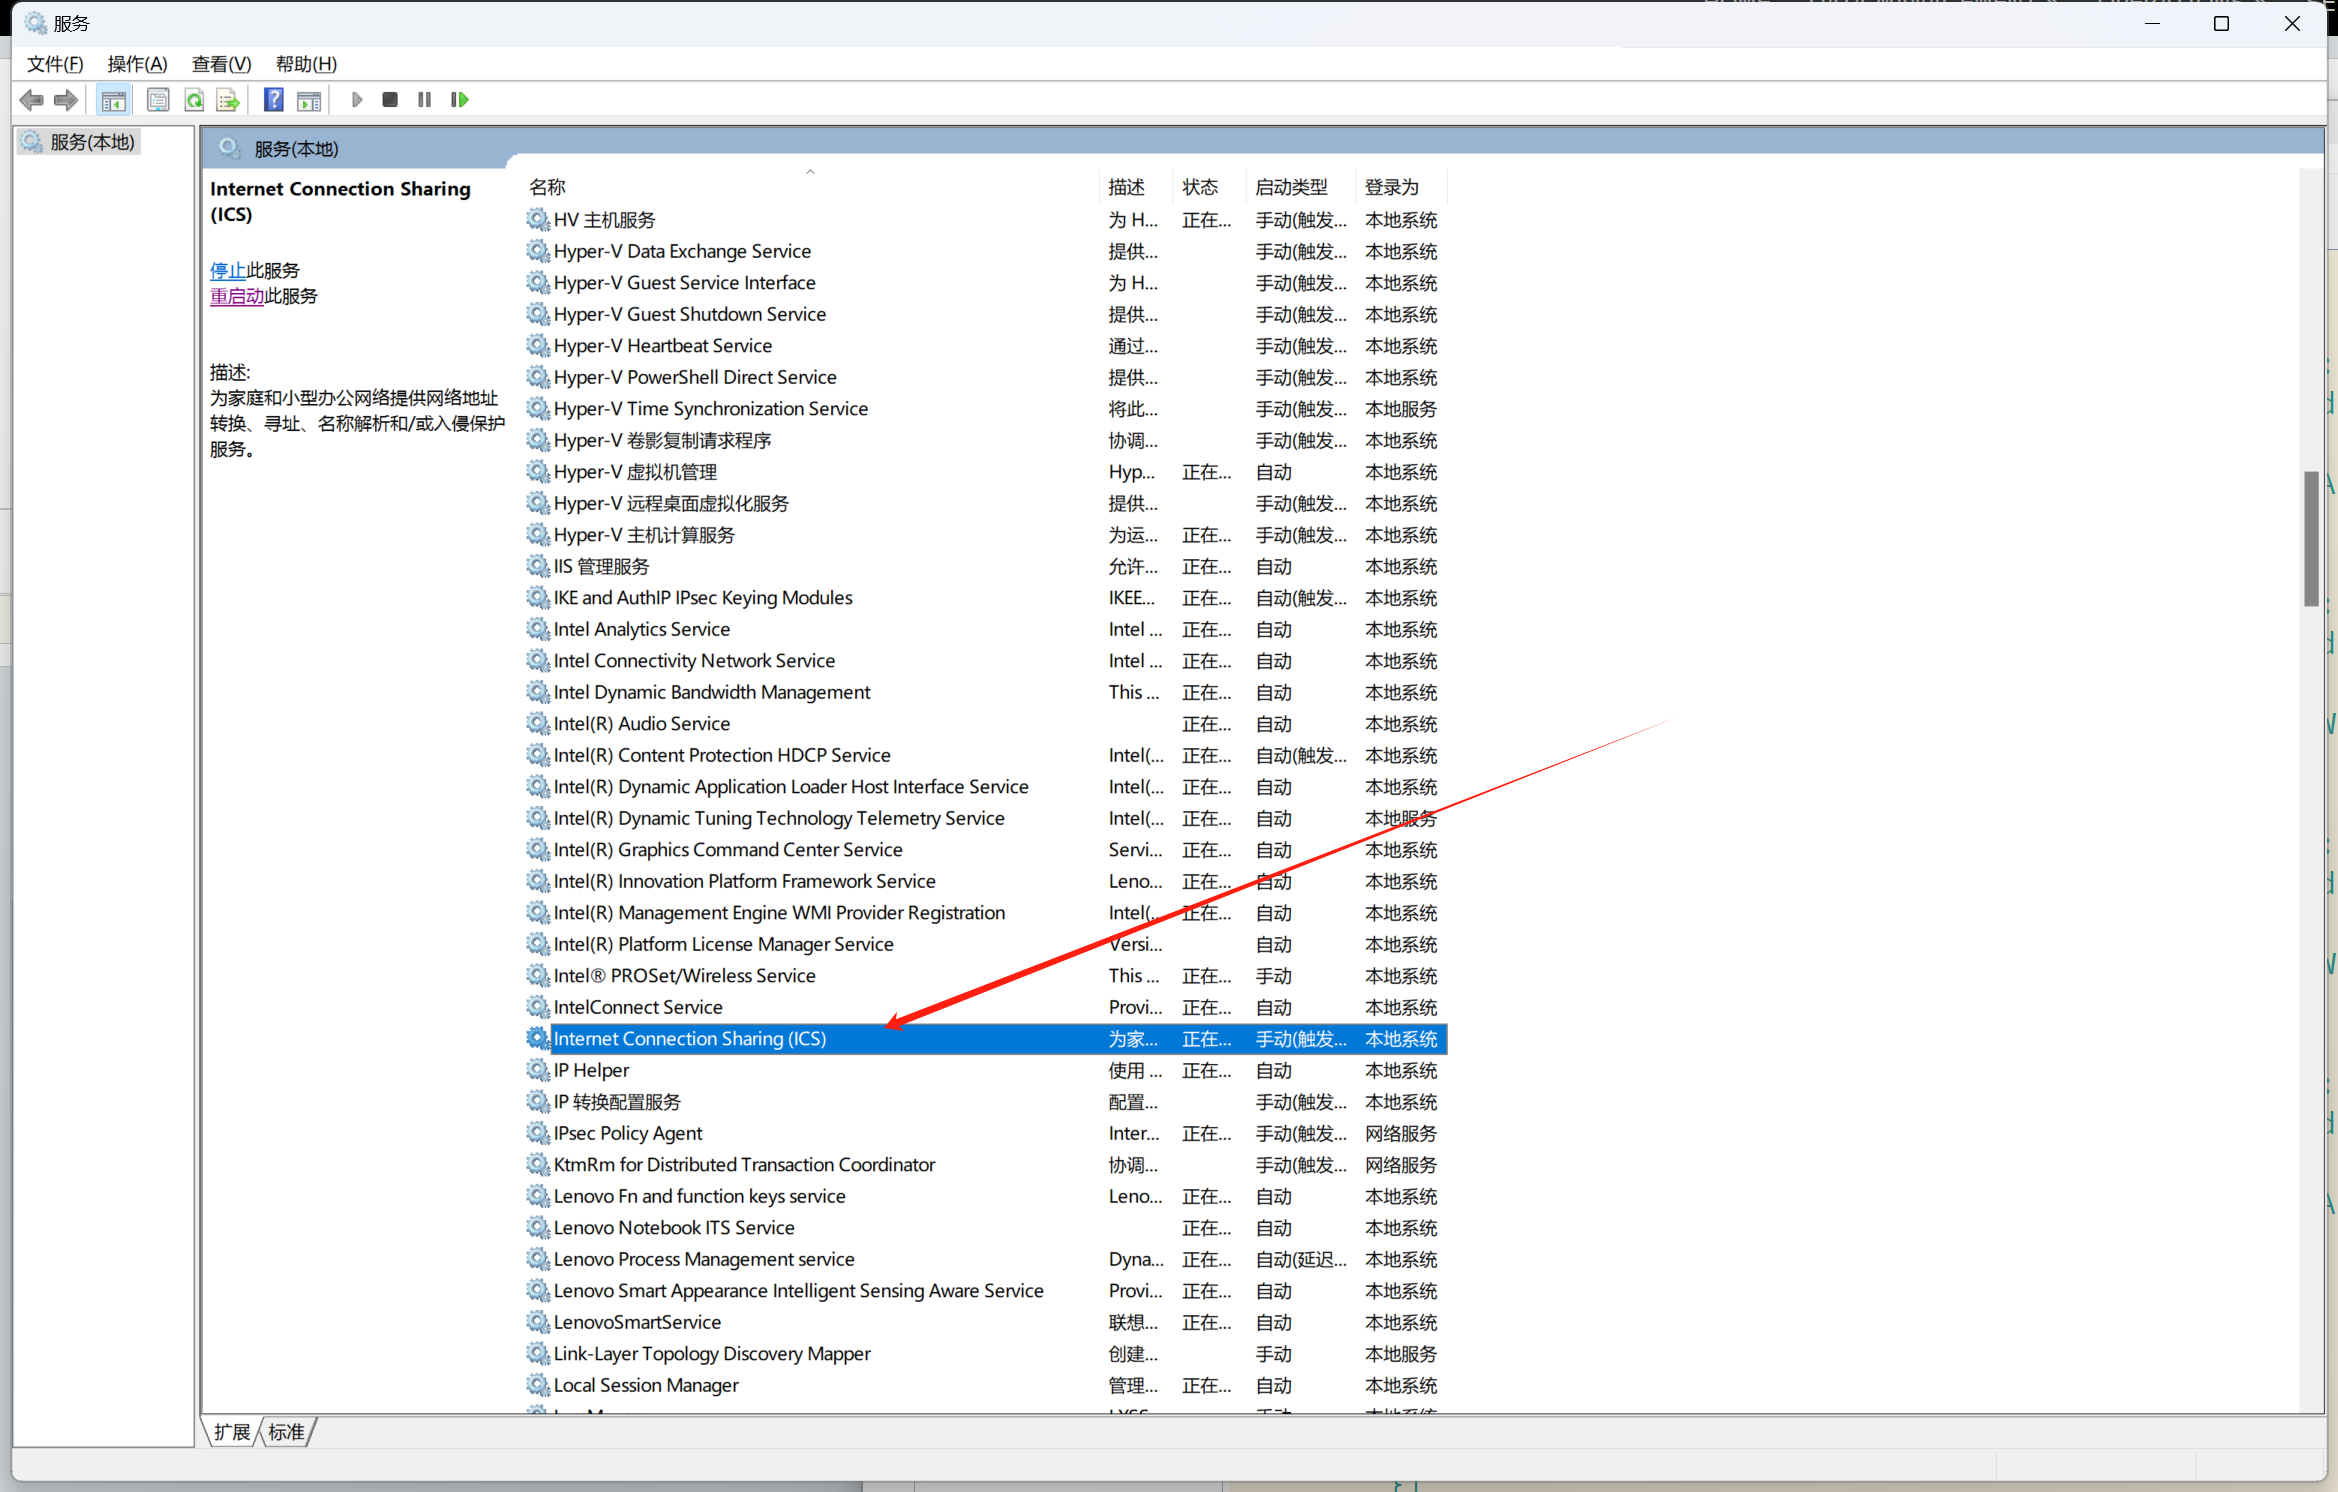 服务
文件(F) 操作(A) 查看(V) 帮助(H)
服务(本地)
服务(本地)
Internet Connection Sharing
(ICS)
停止此服务
重启动此服务
描述:
为家庭和小型办公网络提供网络地址
转换、寻址、名称解析和/或入侵保护
服务。
名称 描述 状态 启动类型 登录为
HV 主机服务 为 H... 正在... 手动(触发... 本地系统
Hyper-V Data Exchange Service 提供... 手动(触发... 本地系统
Hyper-V Guest Service Interface 为 H... 手动(触发... 本地系统
Hyper-V Guest Shutdown Service 提供... 手动(触发... 本地系统
Hyper-V Heartbeat Service 通过... 手动(触发... 本地系统
Hyper-V PowerShell Direct Service 提供... 手动(触发... 本地系统
Hyper-V Time Synchronization Service 将此... 手动(触发... 本地服务
Hyper-V 卷影复制请求程序 协调... 手动(触发... 本地系统
Hyper-V 虚拟机管理 Hyp... 正在... 自动 本地系统
Hyper-V 远程桌面虚拟化服务 提供... 手动(触发... 本地系统
Hyper-V 主机计算服务 为运... 正在... 手动(触发... 本地系统
IIS 管理服务 允许... 正在... 自动 本地系统
IKE and AuthIP IPsec Keying Modules IKEE... 正在... 自动(触发... 本地系统
Intel Analytics Service Intel ... 正在... 自动 本地系统
Intel Connectivity Network Service Intel ... 正在... 自动 本地系统
Intel Dynamic Bandwidth Management This ... 正在... 自动 本地系统
Intel(R) Audio Service 正在... 自动 本地系统
Intel(R) Content Protection HDCP Service Intel(... 正在... 自动(触发... 本地系统
Intel(R) Dynamic Application Loader Host Interface Service Intel(... 正在... 自动 本地系统
Intel(R) Dynamic Tuning Technology Telemetry Service Intel(... 正在... 自动 本地服务
Intel(R) Graphics Command Center Service Servi... 正在... 自动 本地系统
Intel(R) Innovation Platform Framework Service Leno... 正在... 自动 本地系统
Intel(R) Management Engine WMI Provider Registration Intel(... 正在... 自动 本地系统
Intel(R) Platform License Manager Service Versi... 自动 本地系统
Intel® PROSet/Wireless Service This ... 正在... 手动 本地系统
IntelConnect Service Provi... 正在... 自动 本地系统
Internet Connection Sharing (ICS) 为家... 正在... 手动(触发... 本地系统
IP Helper 使用 ... 正在... 自动 本地系统
IP 转换配置服务 配置... 手动(触发... 本地系统
IPsec Policy Agent Inter... 正在... 手动(触发... 网络服务
KtmRm for Distributed Transaction Coordinator 协调... 手动(触发... 网络服务
Lenovo Fn and function keys service Leno... 正在... 自动 本地系统
Lenovo Notebook ITS Service 正在... 自动 本地系统
Lenovo Process Management service Dyna... 正在... 自动(延迟... 本地系统
Lenovo Smart Appearance Intelligent Sensing Aware Service Provi... 正在... 自动 本地系统
LenovoSmartService 联想... 正在... 自动 本地系统
Link-Layer Topology Discovery Mapper 创建... 手动 本地服务
Local Session Manager 管理... 正在... 自动 本地系统
扩展 标准